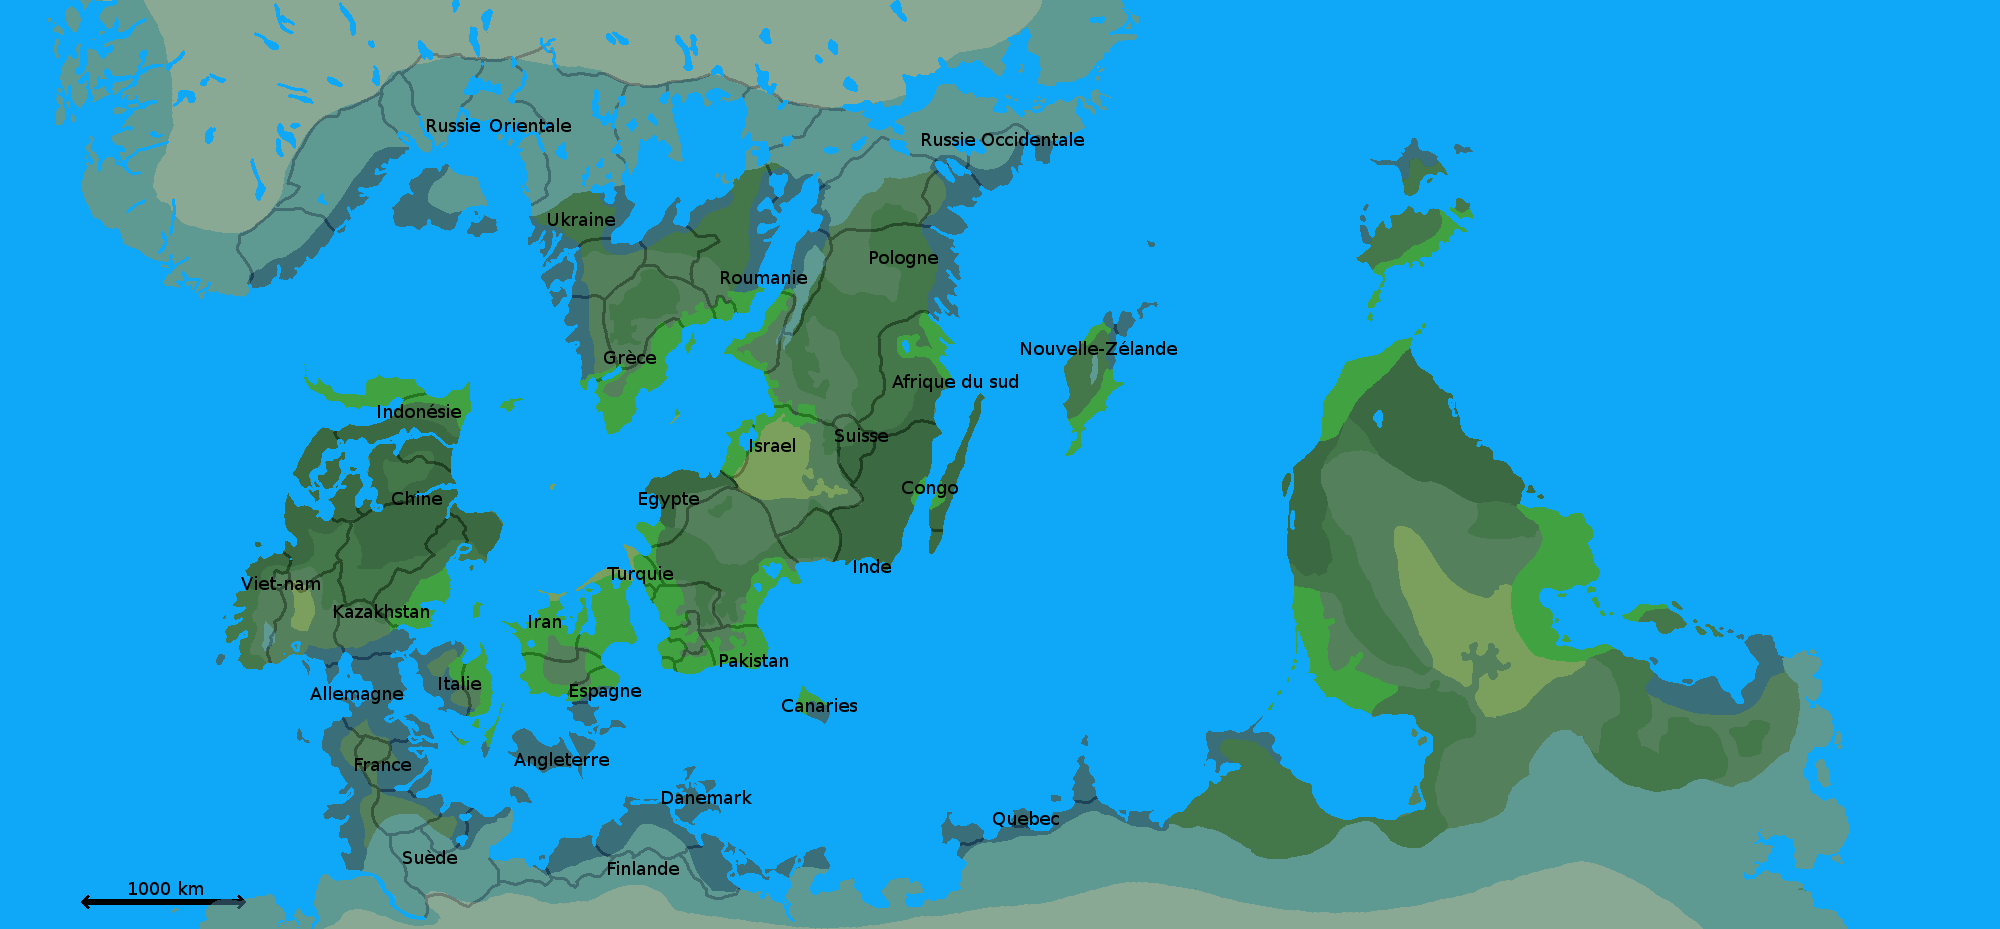 Russie Orientale
Russie Occidentale
Ukraine
Pologne
Roumanie
Nouvelle-Zélande
Grèce
Afrique du sud
Indonésie
Suisse
Israel
Congo
Chine
Egypte
Inde
Turquie
Viet-nam
Kazakhstan
Iran
Pakistan
Italie
Espagne
Allemagne
Canaries
Angleterre
France
Danemark
Quebec
Suède
Finlande
1000 km